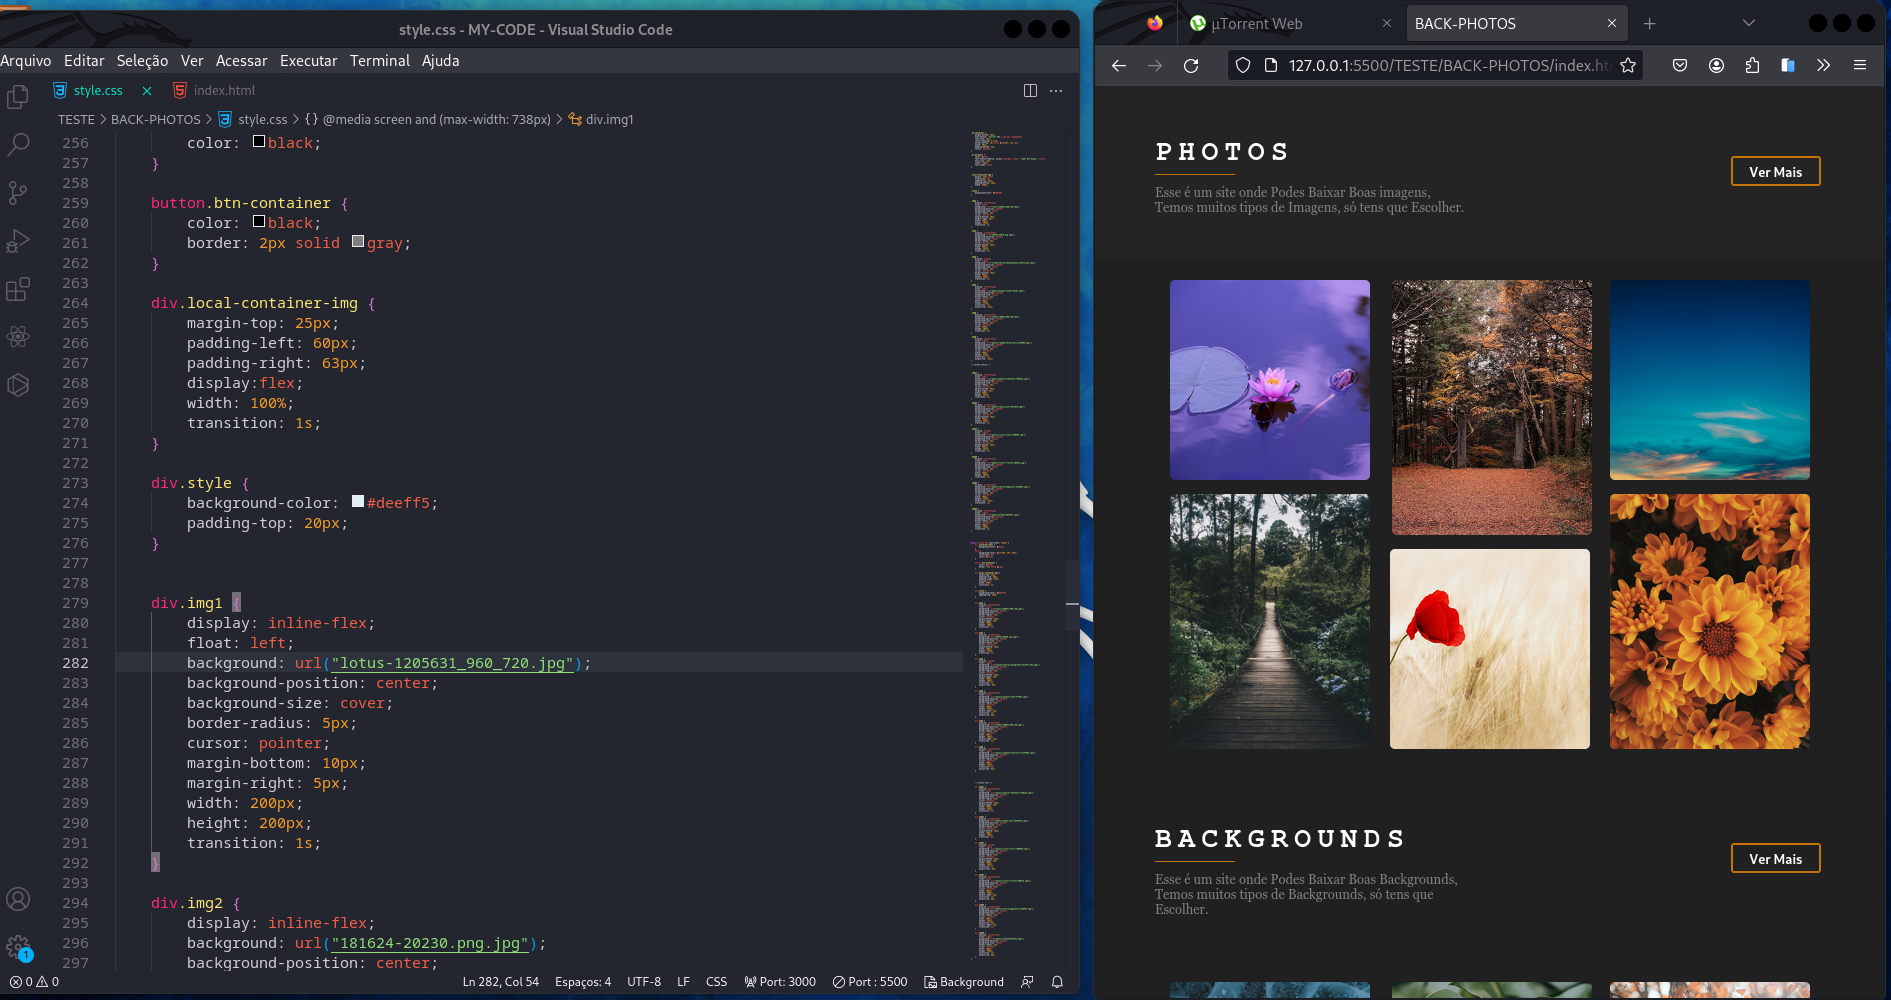 style.css - MY-CODE - Visual Studio Code
Arquivo Editar Seleção Ver Acessar Executar Terminal Ajuda
style.css
index.html
TESTE > BACK-PHOTOS > style.css > {} @media screen and (max-width: 738px) > div.img1
256 color: black;
257 }
258
259 button.btn-container {
260 color: black;
261 border: 2px solid gray;
262 }
263
264 div.local-container-img {
265 margin-top: 25px;
266 padding-left: 60px;
267 padding-right: 63px;
268 display:flex;
269 width: 100%;
270 transition: 1s;
271 }
272
273 div.style {
274 background-color: #deeff5;
275 padding-top: 20px;
276 }
277
278
279 div.img1 {
280 display: inline-flex;
281 float: left;
282 background: url("lotus-1205631_960_720.jpg");
283 background-position: center;
284 background-size: cover;
285 border-radius: 5px;
286 cursor: pointer;
287 margin-bottom: 10px;
288 margin-right: 5px;
289 width: 200px;
290 height: 200px;
291 transition: 1s;
292 }
293
294 div.img2 {
295 display: inline-flex;
296 background: url("181624-20230.png.jpg");
297 background-position: center;
1
0 0
Ln 282, Col 54 Espaços: 4 UTF-8 LF CSS Port: 3000 Port : 5500 Background
µTorrent Web
BACK-PHOTOS
127.0.0.1:5500/TESTE/BACK-PHOTOS/index.ht
PHOTOS
Esse é um site onde Podes Baixar Boas imagens,
Temos muitos tipos de Imagens, só tens que Escolher.
Ver Mais
BACKGROUNDS
Esse é um site onde Podes Baixar Boas Backgrounds,
Temos muitos tipos de Backgrounds, só tens que
Escolher.
Ver Mais